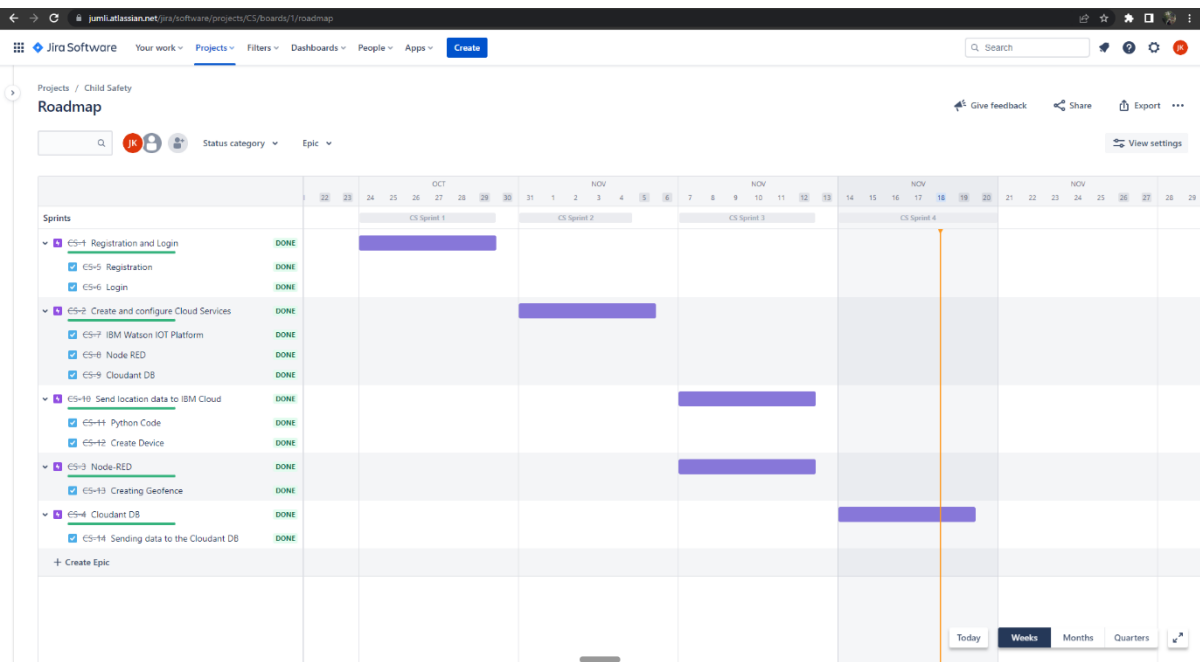 jumli.atlassian.net/jira/software/projects/CS/boards/1/roadmap
Jira Software Your work Projects Filters Dashboards People Apps Create Search JK
Projects / Child Safety
Roadmap Give feedback Share Export
JK Status category Epic View settings
OCT NOV NOV NOV NOV
22 23 24 25 26 27 28 29 30 31 1 2 3 4 5 6 7 8 9 10 11 12 13 14 15 16 17 18 19 20 21 22 23 24 25 26 27 28 29
Sprints CS Sprint 1 CS Sprint 2 CS Sprint 3 CS Sprint 4
CS-1 Registration and Login DONE
CS-5 Registration DONE
CS-6 Login DONE
CS-2 Create and configure Cloud Services DONE
CS-7 IBM Watson IOT Platform DONE
CS-8 Node RED DONE
CS-9 Cloudant DB DONE
CS-10 Send location data to IBM Cloud DONE
CS-11 Python Code DONE
CS-12 Create Device DONE
CS-3 Node-RED DONE
CS-13 Creating Geofence DONE
CS-4 Cloudant DB DONE
CS-14 Sending data to the Cloudant DB DONE
+ Create Epic
Today Weeks Months Quarters